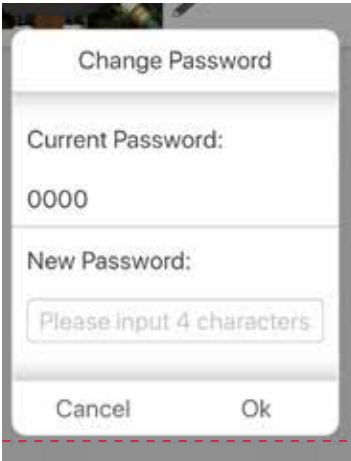 Change Password
Current Password:
0000
New Password:
Please input 4 characters
Cancel Ok